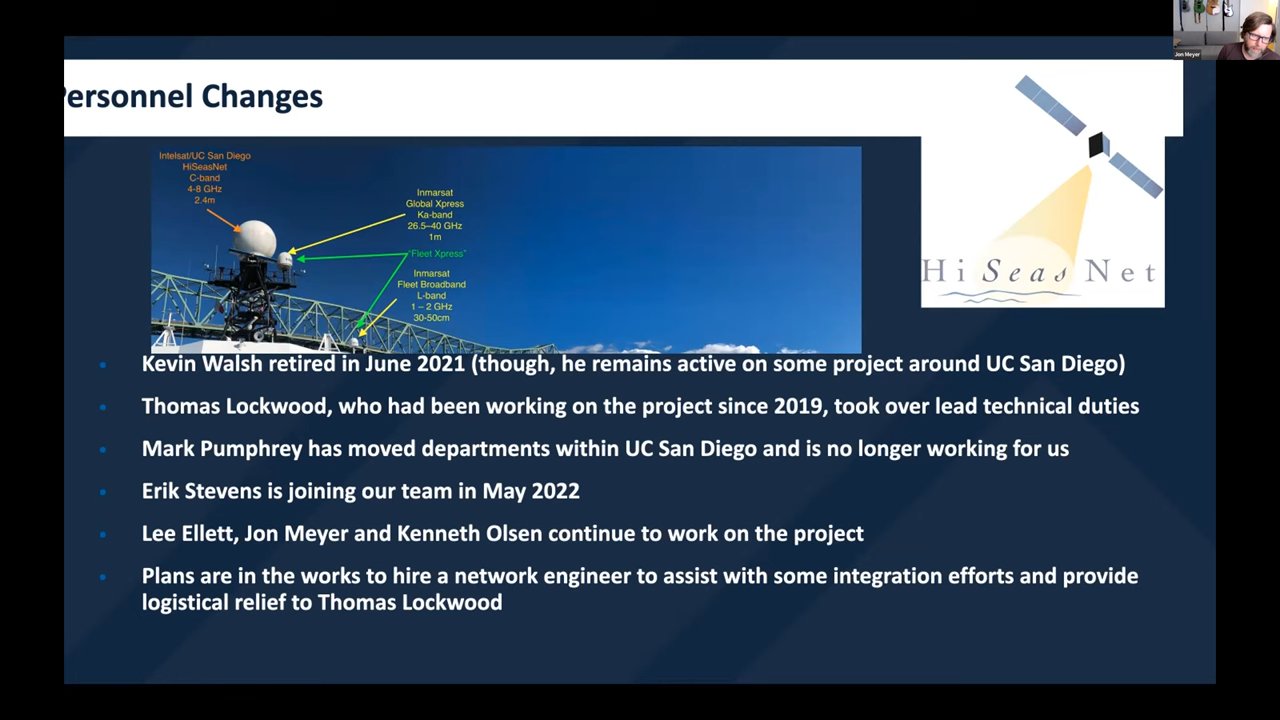 Jon Meyer
Personnel Changes
Intelsat/UC San Diego
HiSeasNet
C-band
4-8 GHz
2.4m
Inmarsat
Global Xpress
Ka-band
26.5–40 GHz
1m
"Fleet Xpress"
Inmarsat
Fleet Broadband
L-band
1 – 2 GHz
30-50cm
Hi Seas Net
• Kevin Walsh retired in June 2021 (though, he remains active on some project around UC San Diego)
• Thomas Lockwood, who had been working on the project since 2019, took over lead technical duties
• Mark Pumphrey has moved departments within UC San Diego and is no longer working for us
• Erik Stevens is joining our team in May 2022
• Lee Ellett, Jon Meyer and Kenneth Olsen continue to work on the project
• Plans are in the works to hire a network engineer to assist with some integration efforts and provide
logistical relief to Thomas Lockwood